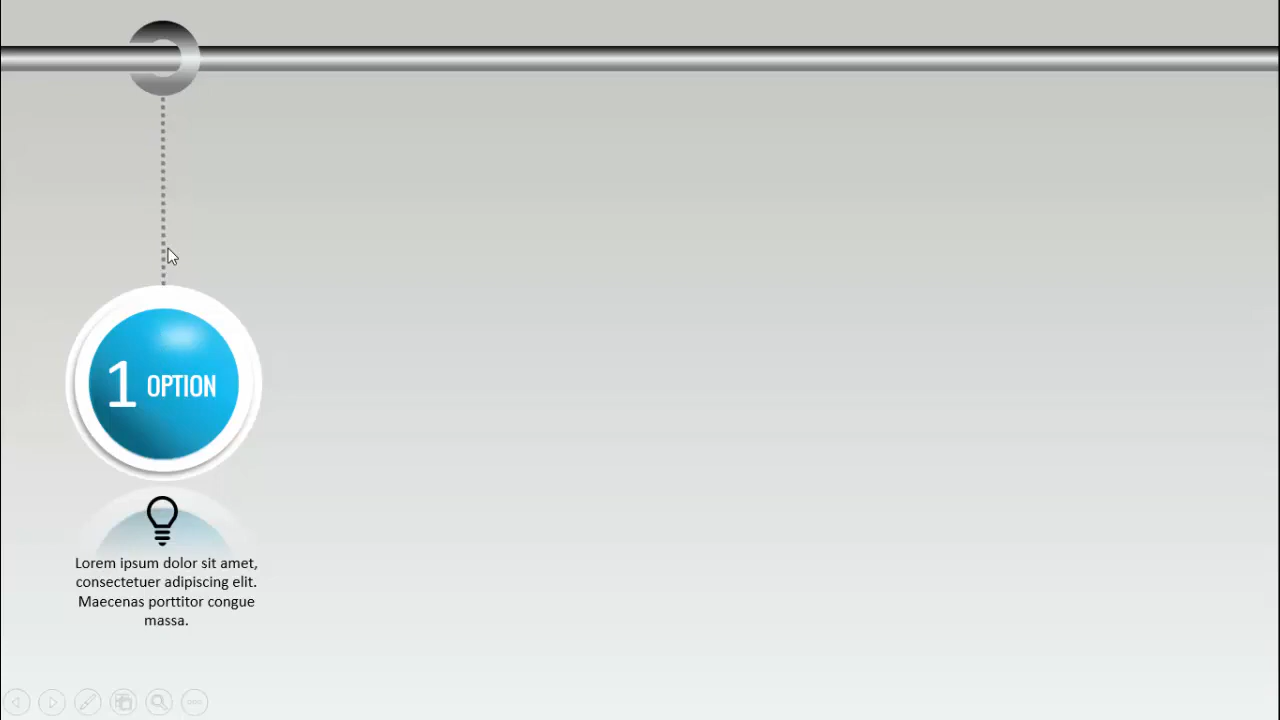 1 OPTION
Lorem ipsum dolor sit amet,
consectetuer adipiscing elit.
Maecenas porttitor congue
massa.